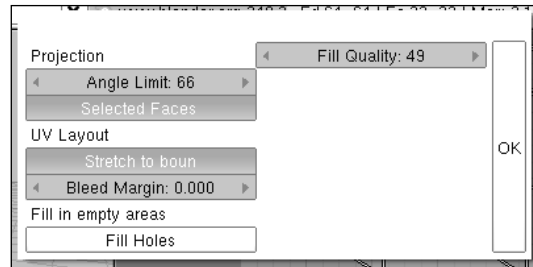 Projection
Fill Quality: 49
Angle Limit: 66
Selected Faces
UV Layout
Stretch to boun
Bleed Margin: 0.000
Fill in empty areas
Fill Holes
OK